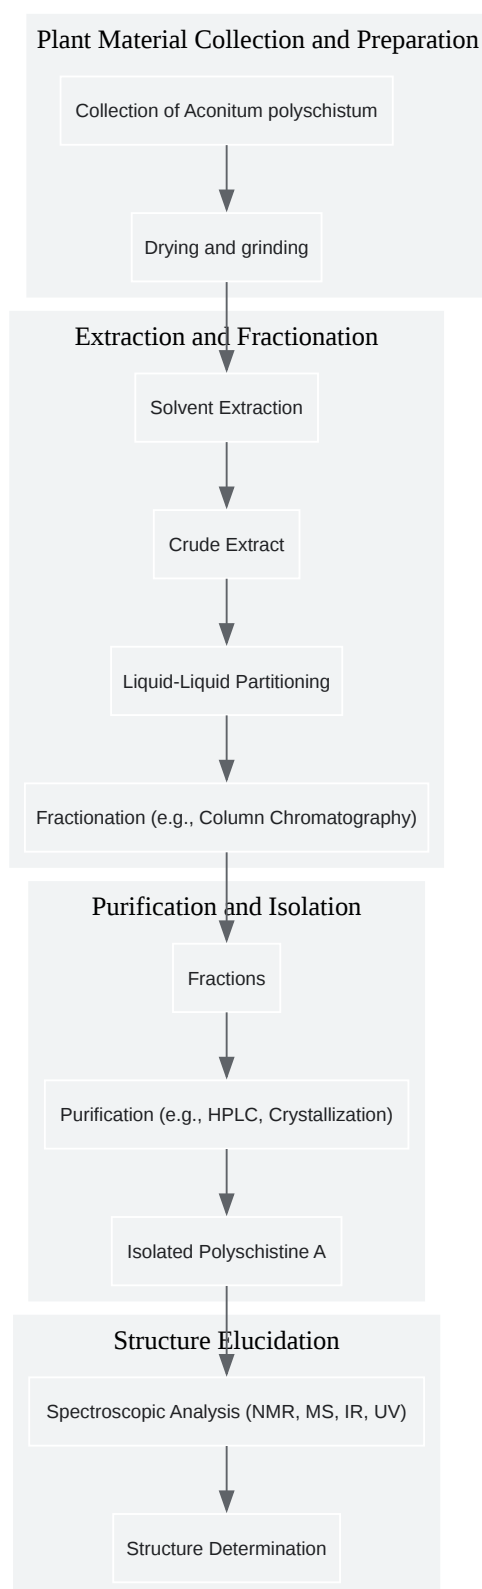 Plant Material Collection and Preparation
Collection of Aconitum polyschistum
Drying and grinding
Extraction and Fractionation
Solvent Extraction
Crude Extract
Liquid-Liquid Partitioning
Fractionation (e.g., Column Chromatography)
Purification and Isolation
Fractions
Purification (e.g., HPLC, Crystallization)
Isolated Polyschistine A
Structure Elucidation
Spectroscopic Analysis (NMR, MS, IR, UV)
Structure Determination